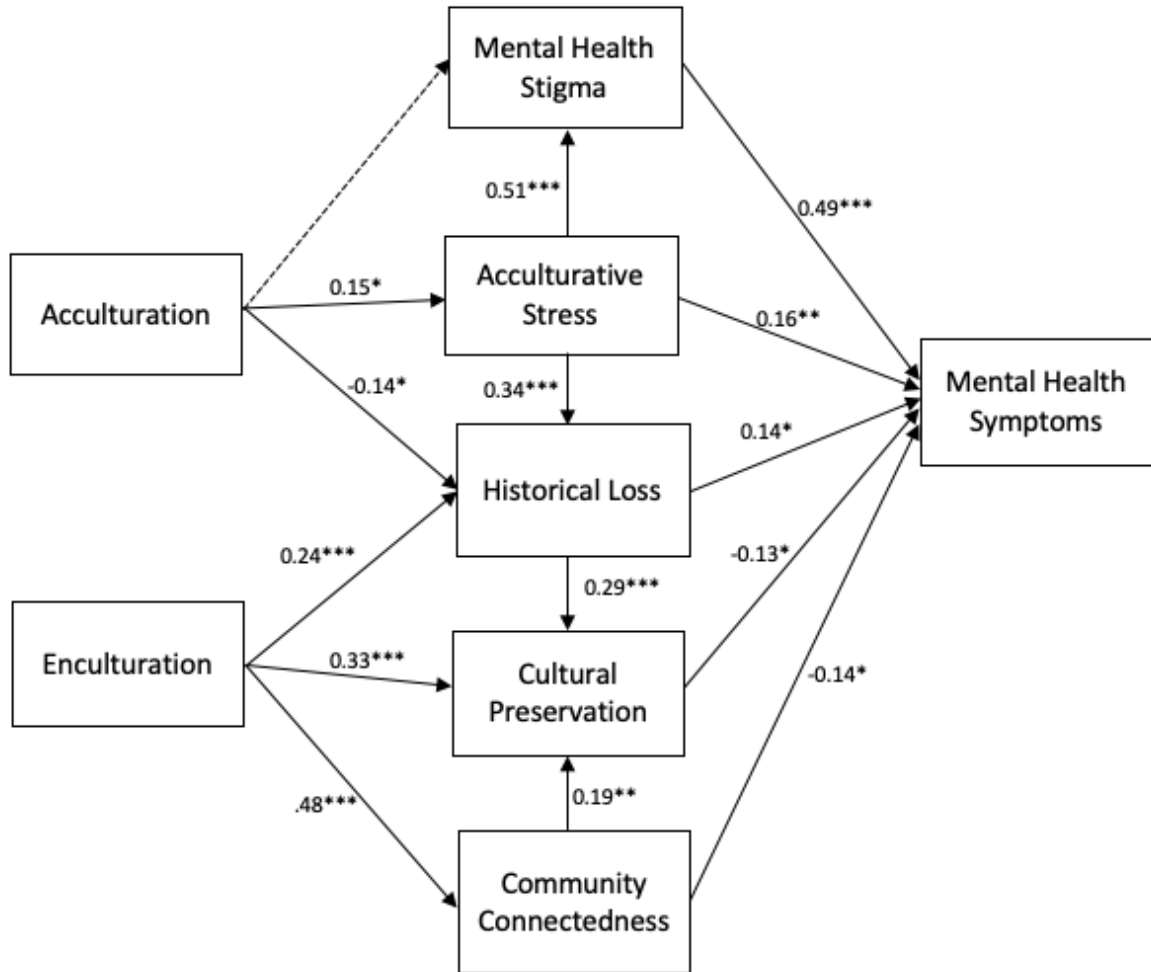 Mental Health
Stigma
0.51***
0.49***
Acculturation
0.15*
Acculturative
Stress
0.16**
-0.14*
0.34***
Mental Health
Symptoms
Historical Loss
0.14*
0.24***
0.29***
-0.13*
Enculturation
0.33***
Cultural
Preservation
-0.14*
.48***
0.19**
Community
Connectedness